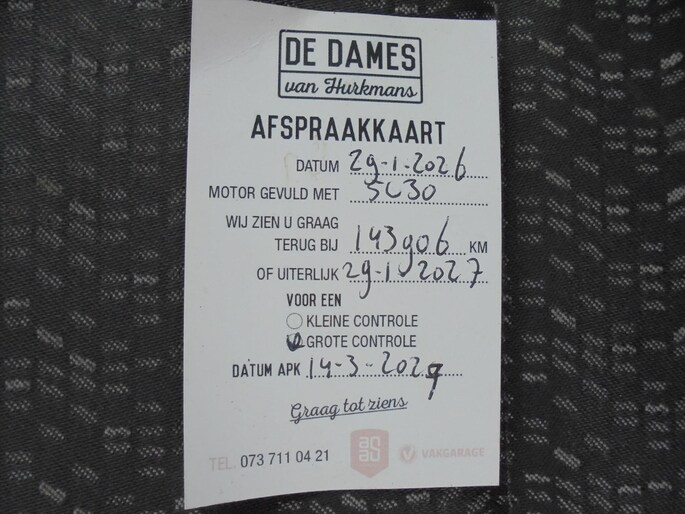 DE DAMES
van Hurkmans
AFSPRAAKKAART
DATUM 29-1-2026
MOTOR GEVULD MET 5W30
WIJ ZIEN U GRAAG
TERUG BIJ 143906 KM
OF UITERLIJK 29-1 2027
VOOR EEN
KLEINE CONTROLE
GROTE CONTROLE
DATUM APK 14-3-2027
Graag tot ziens
TEL. 073 711 04 21
VAKGARAGE